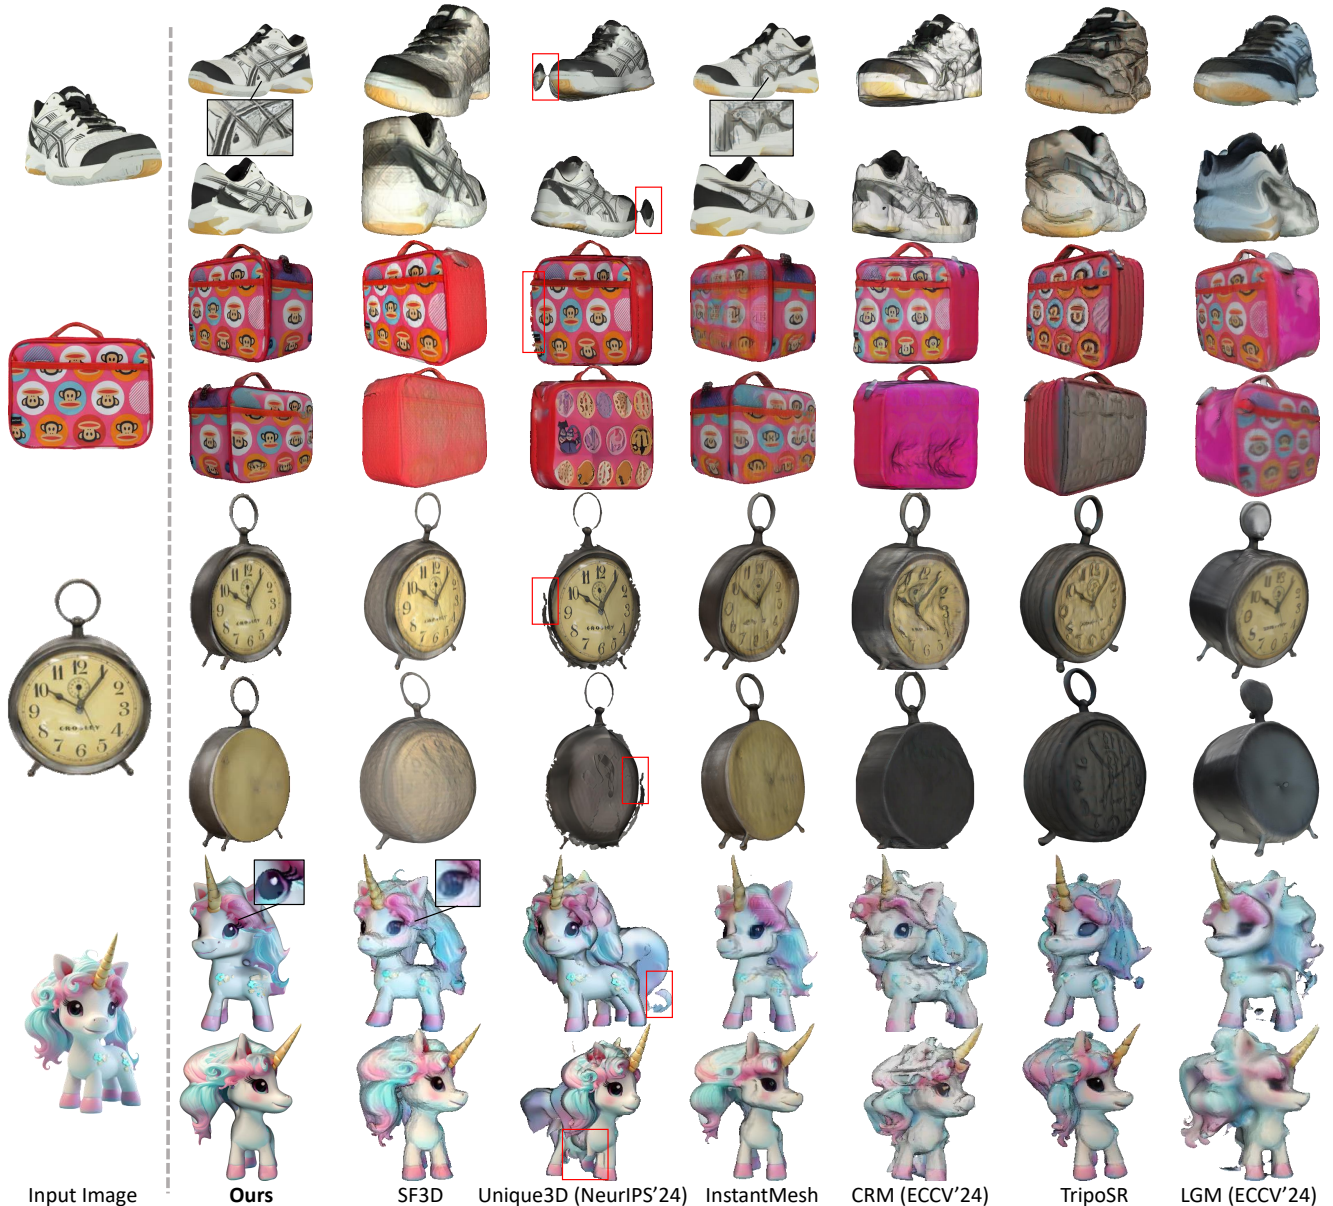 Input Image
Ours
SF3D
Unique3D (NeurIPS'24)
InstantMesh
CRM (ECCV'24)
TripoSR
LGM (ECCV'24)